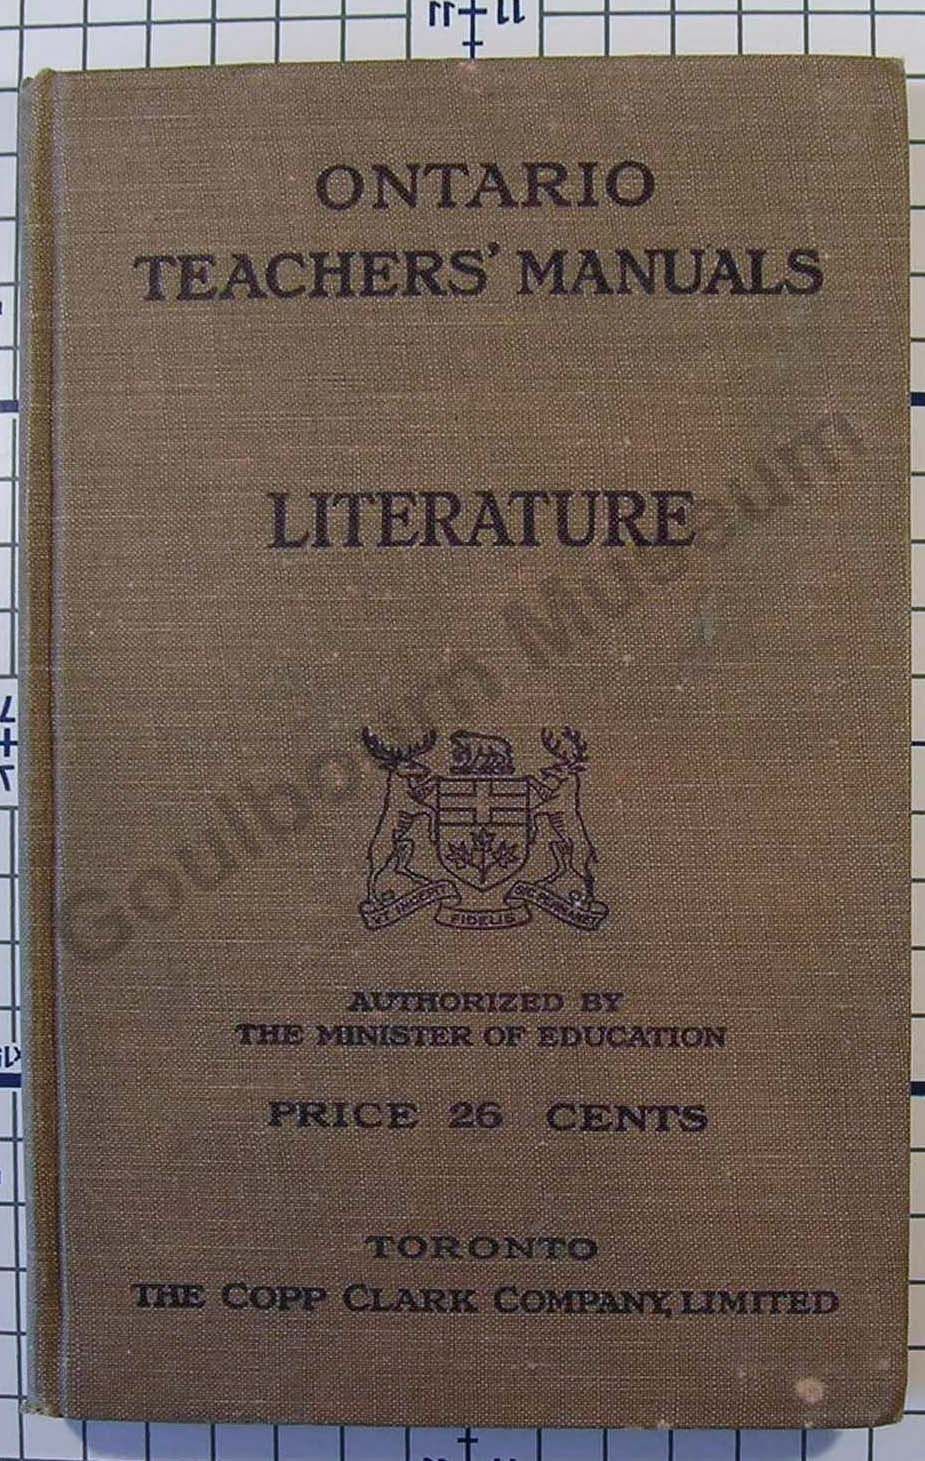 ONTARIO
TEACHERS' MANUALS
LITERATURE
Goulbourn Museum
FIDELIS
AUTHORIZED BY
THE MINISTER OF EDUCATION
PRICE 26 CENTS
TORONTO
THE COPP CLARK COMPANY, LIMITED